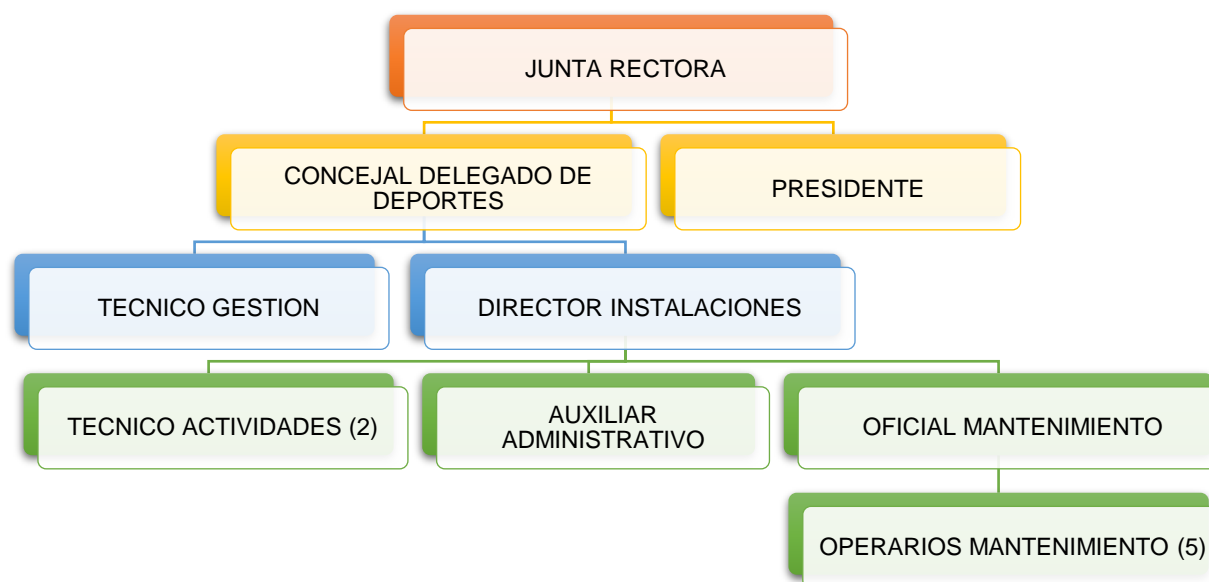 JUNTA RECTORA
CONCEJAL DELEGADO DE
DEPORTES
PRESIDENTE
TECNICO GESTION
DIRECTOR INSTALACIONES
TECNICO ACTIVIDADES (2)
AUXILIAR
ADMINISTRATIVO
OFICIAL MANTENIMIENTO
OPERARIOS MANTENIMIENTO (5)